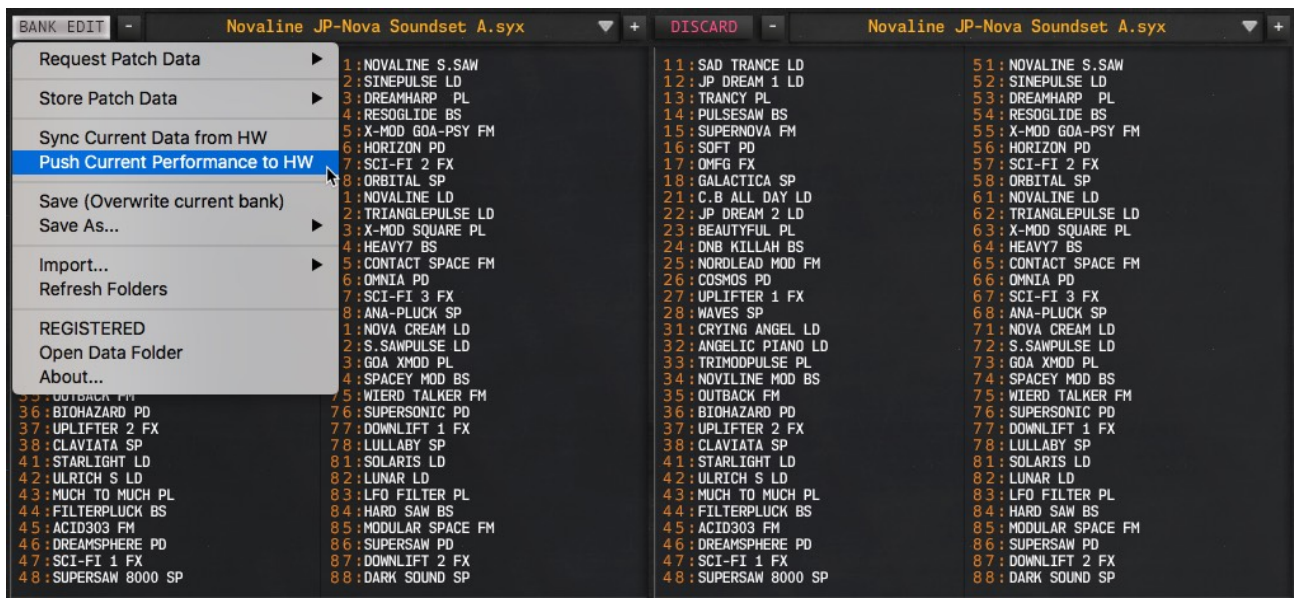 BANK EDIT - Novaline JP-Nova Soundset A.syx ▼ + DISCARD - Novaline JP-Nova Soundset A.syx ▼ +
Request Patch Data ▶
Store Patch Data ▶
Sync Current Data from HW
Push Current Performance to HW
Save (Overwrite current bank)
Save As... ▶
Import... ▶
Refresh Folders
REGISTERED
Open Data Folder
About...
35:OUTBACK FM
36:BIOHAZARD PD
37:UPLIFTER 2 FX
38:CLAVIATA SP
41:STARLIGHT LD
42:ULRICH S LD
43:MUCH TO MUCH PL
44:FILTERPLUCK BS
45:ACID303 FM
46:DREAMSPHERE PD
47:SCI-FI 1 FX
48:SUPERSAW 8000 SP
1:NOVALINE S.SAW
2:SINEPULSE LD
3:DREAMHARP PL
4:RESOGLIDE BS
5:X-MOD GOA-PSY FM
6:HORIZON PD
7:SCI-FI 2 FX
8:ORBITAL SP
1:NOVALINE LD
2:TRIANGLEPULSE LD
3:X-MOD SQUARE PL
4:HEAVY7 BS
5:CONTACT SPACE FM
6:OMNIA PD
7:SCI-FI 3 FX
8:ANA-PLUCK SP
1:NOVA CREAM LD
2:S.SAWPULSE LD
3:GOA XMOD PL
4:SPACEY MOD BS
75:WIERD TALKER FM
76:SUPERSONIC PD
77:DOWNLIFT 1 FX
78:LULLABY SP
81:SOLARIS LD
82:LUNAR LD
83:LFO FILTER PL
84:HARD SAW BS
85:MODULAR SPACE FM
86:SUPERSAW PD
87:DOWNLIFT 2 FX
88:DARK SOUND SP
11:SAD TRANCE LD
12:JP DREAM 1 LD
13:TRANCY PL
14:PULSESAW BS
15:SUPERNOVA FM
16:SOFT PD
17:OMFG FX
18:GALACTICA SP
21:C.B ALL DAY LD
22:JP DREAM 2 LD
23:BEAUTYFUL PL
24:DNB KILLAH BS
25:NORDLEAD MOD FM
26:COSMOS PD
27:UPLIFTER 1 FX
28:WAVES SP
31:CRYING ANGEL LD
32:ANGELIC PIANO LD
33:TRIMODPULSE PL
34:NOVILINE MOD BS
35:OUTBACK FM
36:BIOHAZARD PD
37:UPLIFTER 2 FX
38:CLAVIATA SP
41:STARLIGHT LD
42:ULRICH S LD
43:MUCH TO MUCH PL
44:FILTERPLUCK BS
45:ACID303 FM
46:DREAMSPHERE PD
47:SCI-FI 1 FX
48:SUPERSAW 8000 SP
51:NOVALINE S.SAW
52:SINEPULSE LD
53:DREAMHARP PL
54:RESOGLIDE BS
55:X-MOD GOA-PSY FM
56:HORIZON PD
57:SCI-FI 2 FX
58:ORBITAL SP
61:NOVALINE LD
62:TRIANGLEPULSE LD
63:X-MOD SQUARE PL
64:HEAVY7 BS
65:CONTACT SPACE FM
66:OMNIA PD
67:SCI-FI 3 FX
68:ANA-PLUCK SP
71:NOVA CREAM LD
72:S.SAWPULSE LD
73:GOA XMOD PL
74:SPACEY MOD BS
75:WIERD TALKER FM
76:SUPERSONIC PD
77:DOWNLIFT 1 FX
78:LULLABY SP
81:SOLARIS LD
82:LUNAR LD
83:LFO FILTER PL
84:HARD SAW BS
85:MODULAR SPACE FM
86:SUPERSAW PD
87:DOWNLIFT 2 FX
88:DARK SOUND SP